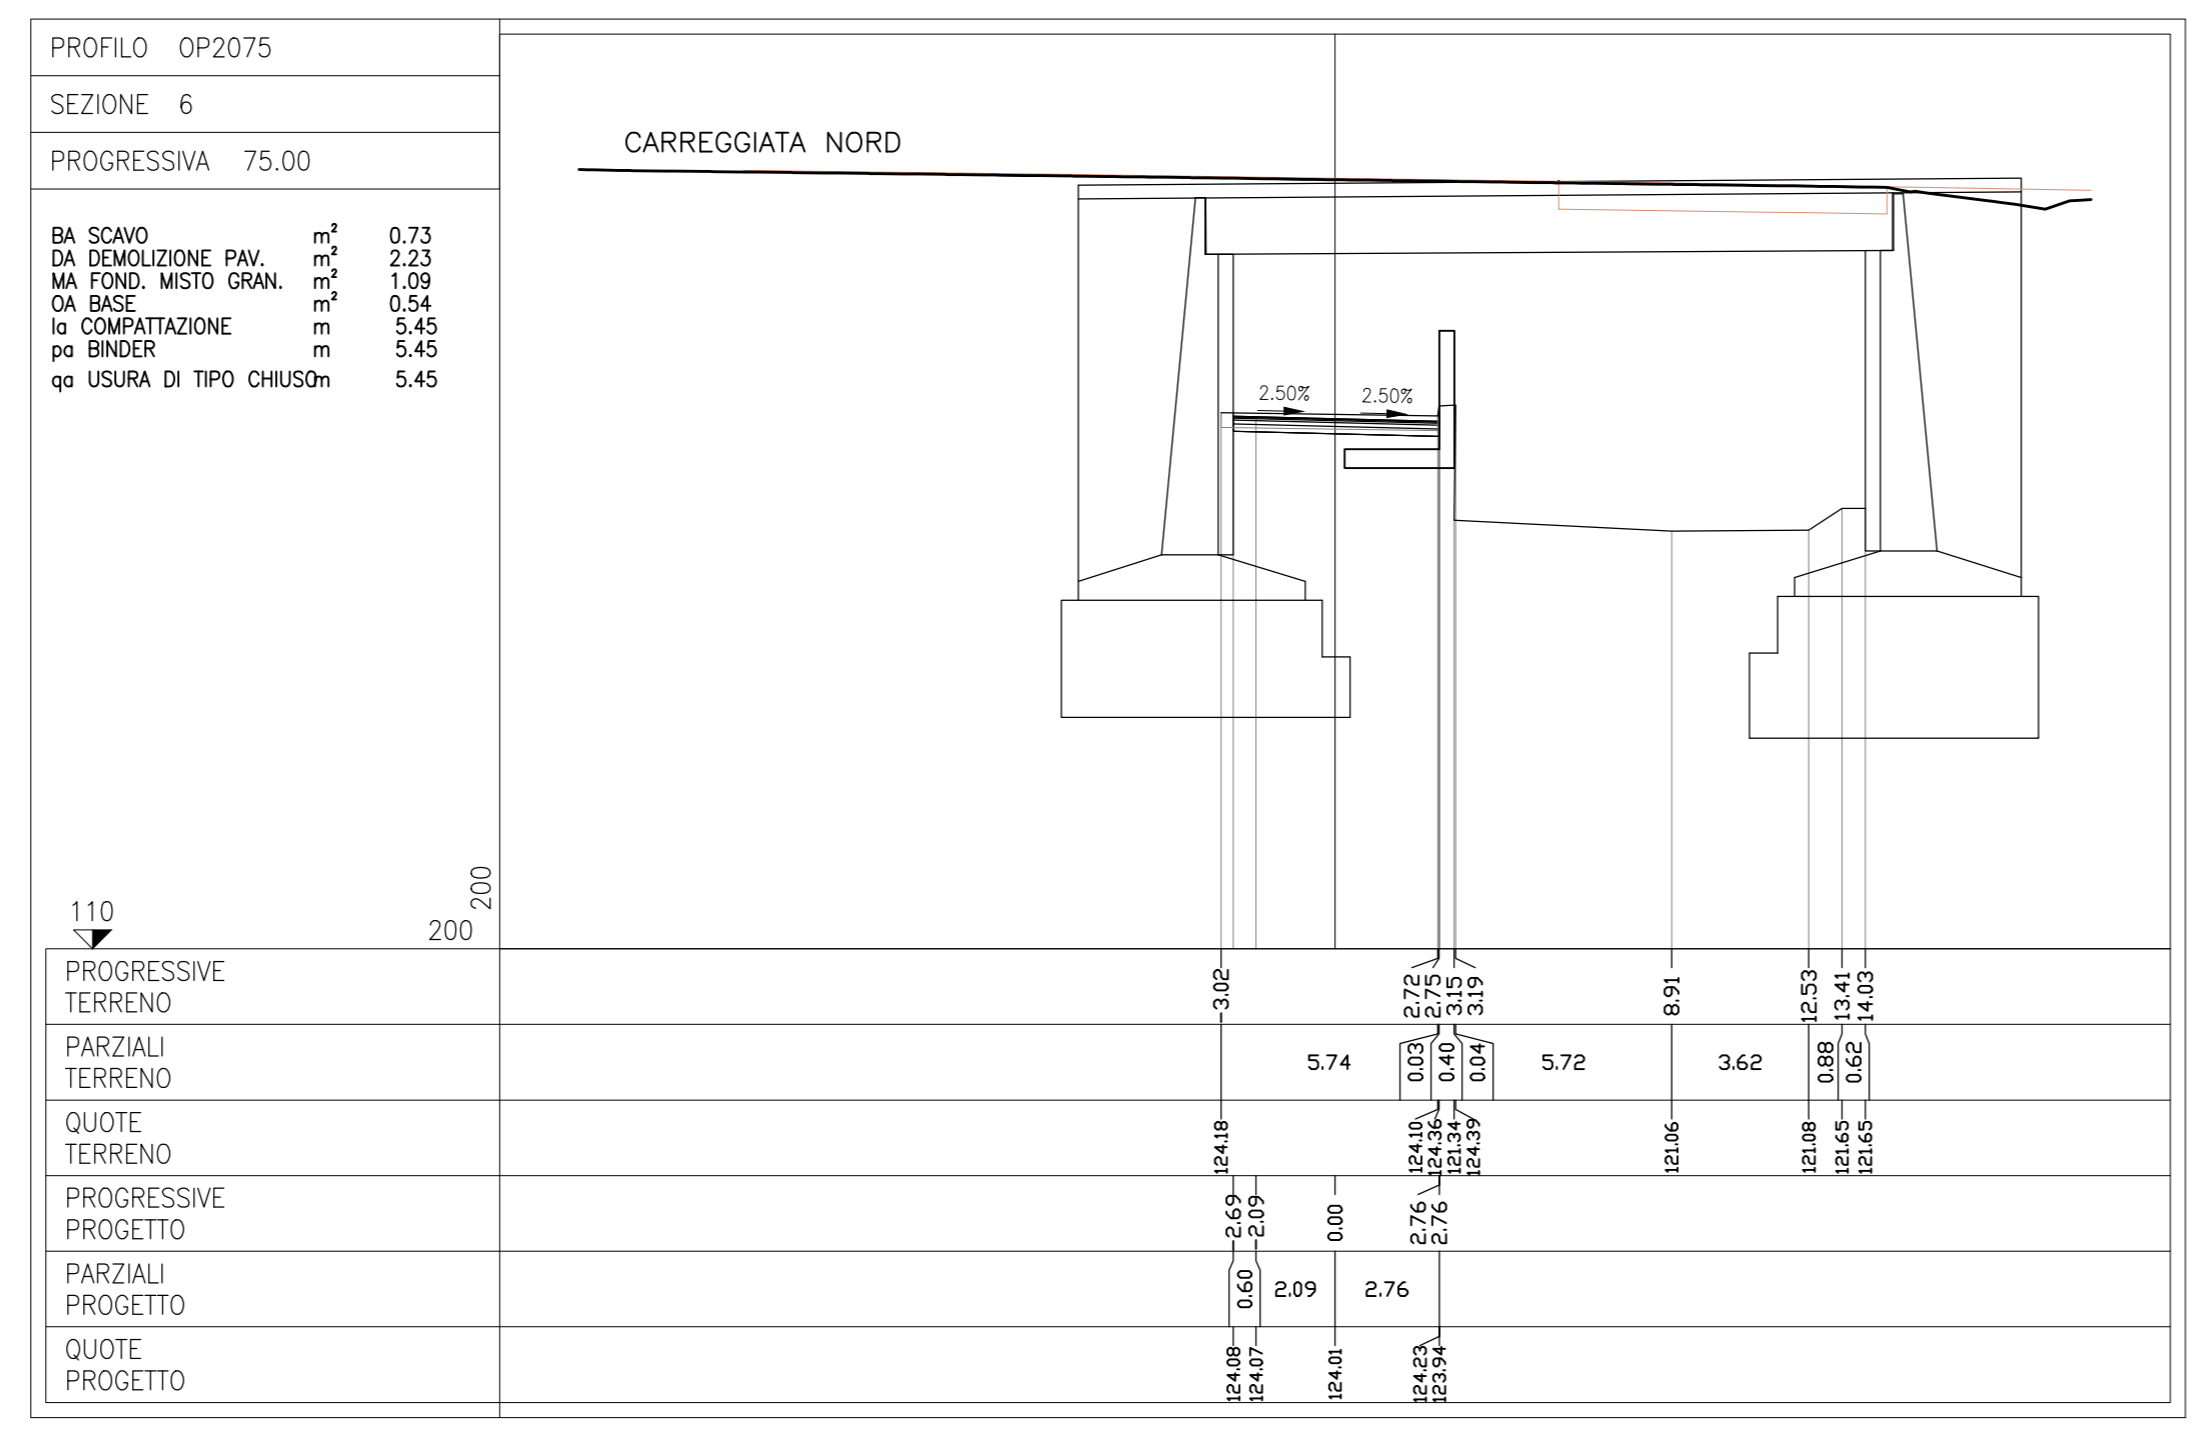 PROFILO OP2075
SEZIONE 6
PROGRESSIVA 75.00
BA SCAVO m² 0.73
DA DEMOLIZIONE PAV. m² 2.23
MA FOND. MISTO GRAN. m² 1.09
OA BASE m² 0.54
la COMPATTAZIONE m 5.45
pa BINDER m 5.45
qa USURA DI TIPO CHIUSO m 5.45
CARREGGIATA NORD
2.50% 2.50%
200
110
200
PROGRESSIVE
TERRENO
-3.02 2.72 2.75 3.15 3.19 8.91 12.53 13.41 14.03
PARZIALI
TERRENO
5.74 0.03 0.40 0.04 5.72 3.62 0.88 0.62
QUOTE
TERRENO
124.18 124.10 124.36 121.34 124.39 121.06 121.08 121.65 121.65
PROGRESSIVE
PROGETTO
-2.69 -2.09 0.00 2.76 2.76
PARZIALI
PROGETTO
0.60 2.09 2.76
QUOTE
PROGETTO
124.08 124.07 124.01 124.23 123.94